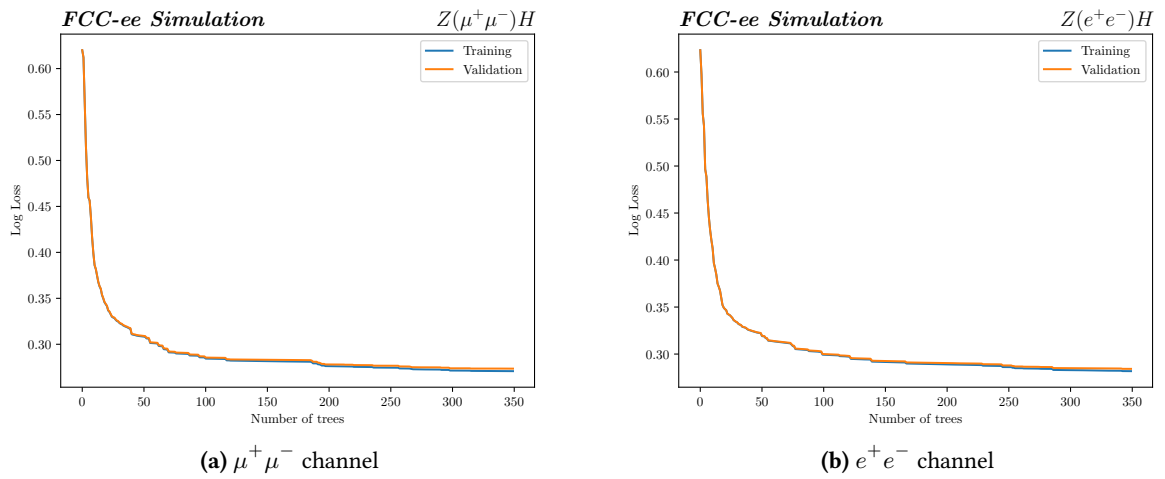 FCC-ee Simulation Z(μ⁺μ⁻)H
Training
Validation
Log Loss
0.60
0.55
0.50
0.45
0.40
0.35
0.30
0 50 100 150 200 250 300 350
Number of trees
(a) μ⁺μ⁻ channel
FCC-ee Simulation Z(e⁺e⁻)H
Training
Validation
Log Loss
0.60
0.55
0.50
0.45
0.40
0.35
0.30
0 50 100 150 200 250 300 350
Number of trees
(b) e⁺e⁻ channel